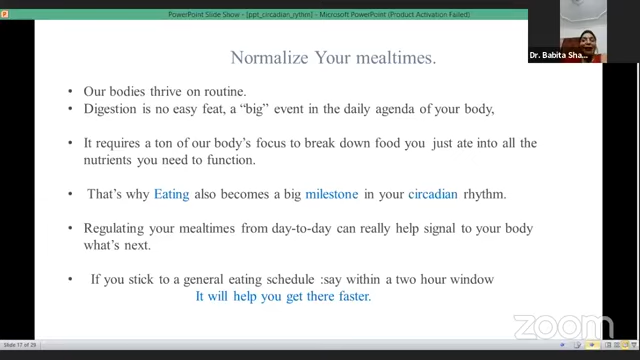 PowerPoint Slide Show - [ppt_circadian_rythm] - Microsoft PowerPoint (Product Activation Failed)
Dr. Babita Sha...
Normalize Your mealtimes.
• Our bodies thrive on routine.
• Digestion is no easy feat, a “big” event in the daily agenda of your body,
• It requires a ton of our body's focus to break down food you just ate into all the
nutrients you need to function.
• That's why Eating also becomes a big milestone in your circadian rhythm.
• Regulating your mealtimes from day-to-day can really help signal to your body
what's next.
• If you stick to a general eating schedule :say within a two hour window
It will help you get there faster.
zoom
Slide 17 of 29